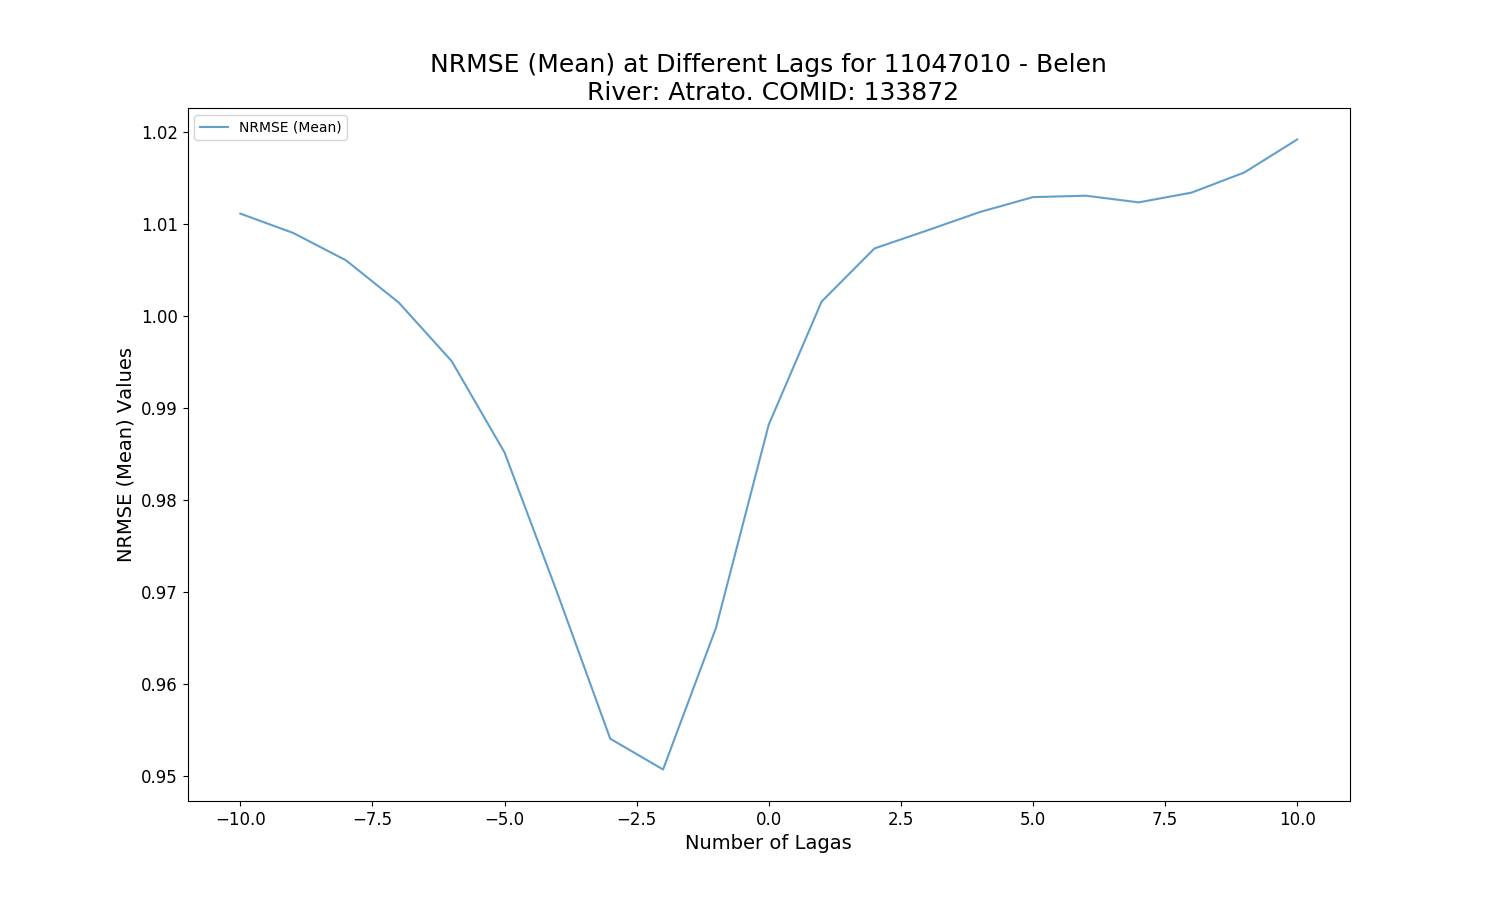 NRMSE (Mean) at Different Lags for 11047010 - Belen
River: Atrato. COMID: 133872
NRMSE (Mean)
1.02
1.01
1.00
0.99
0.98
0.97
0.96
0.95
NRMSE (Mean) Values
−10.0 −7.5 −5.0 −2.5 0.0 2.5 5.0 7.5 10.0
Number of Lagas